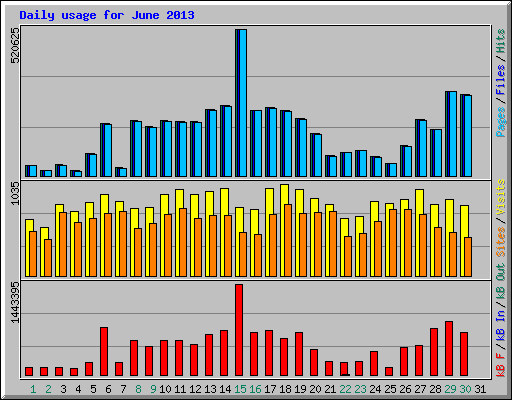 Daily usage for June 2013
520625
Pages / Files / Hits
1035
Sites / Visits
1443395
kB F / kB In / kB Out
1 2 3 4 5 6 7 8 9 10 11 12 13 14 15 16 17 18 19 20 21 22 23 24 25 26 27 28 29 30 31